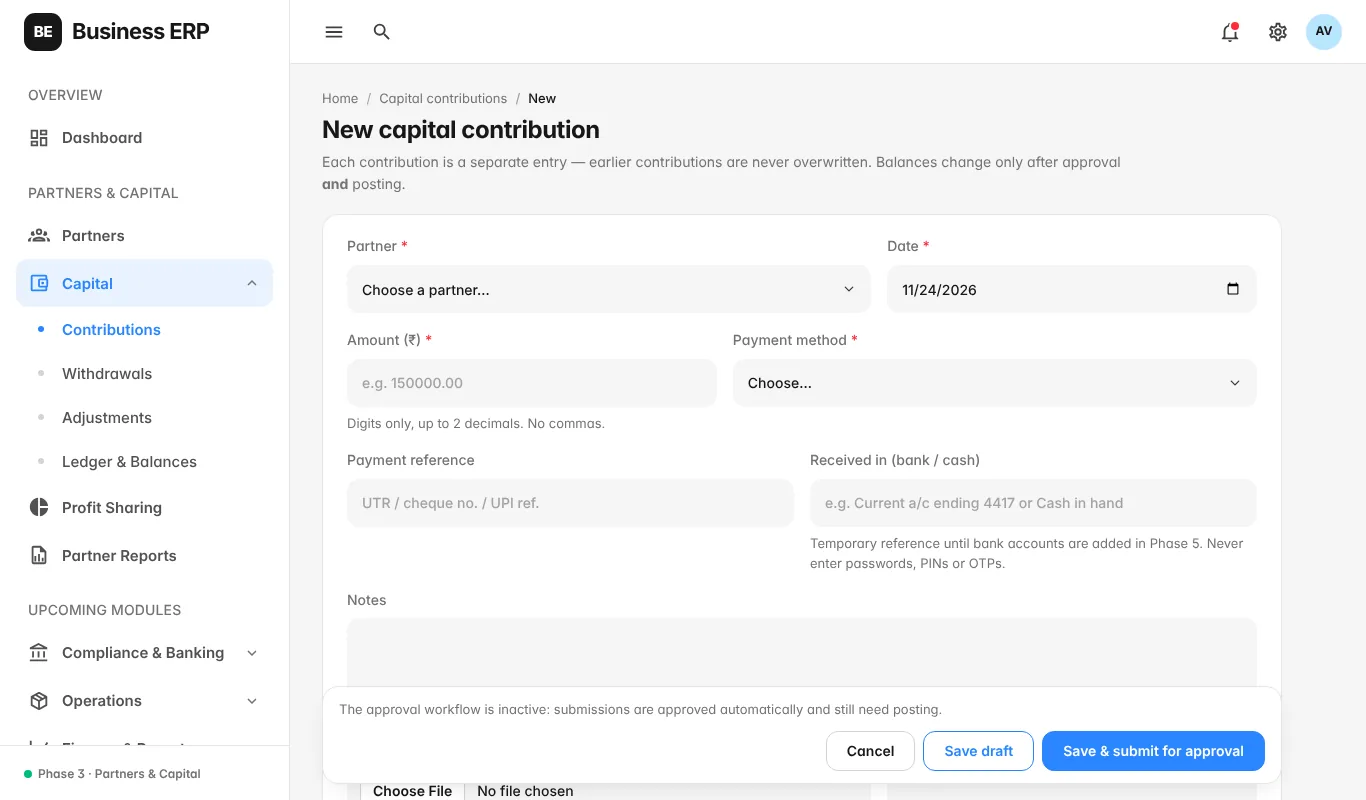 BE Business ERP
AV
OVERVIEW
Dashboard
PARTNERS & CAPITAL
Partners
Capital
Contributions
Withdrawals
Adjustments
Ledger & Balances
Profit Sharing
Partner Reports
UPCOMING MODULES
Compliance & Banking
Operations
Phase 3 · Partners & Capital
Home / Capital contributions / New
New capital contribution
Each contribution is a separate entry — earlier contributions are never overwritten. Balances change only after approval
and posting.
Partner *
Date *
Choose a partner...
11/24/2026
Amount (₹) *
Payment method *
e.g. 150000.00
Choose...
Digits only, up to 2 decimals. No commas.
Payment reference
Received in (bank / cash)
UTR / cheque no. / UPI ref.
e.g. Current a/c ending 4417 or Cash in hand
Temporary reference until bank accounts are added in Phase 5. Never
enter passwords, PINs or OTPs.
Notes
The approval workflow is inactive: submissions are approved automatically and still need posting.
Cancel
Save draft
Save & submit for approval
Choose File No file chosen